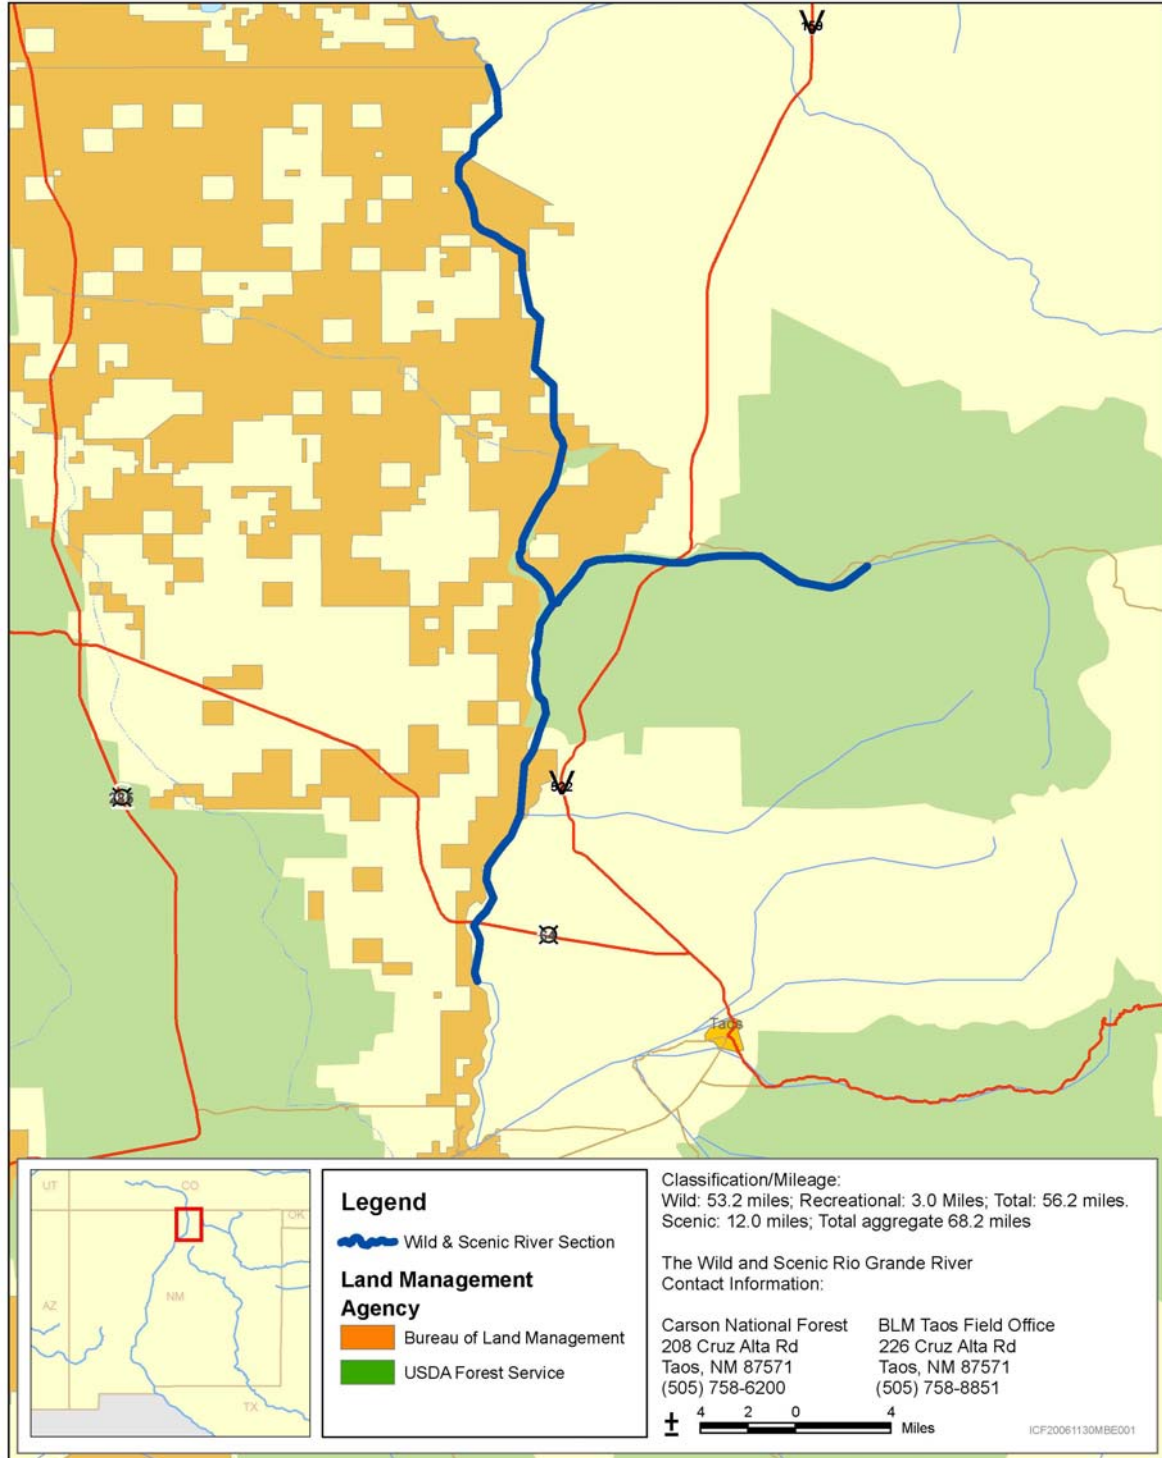 159
522
64
Taos
UT
CO
OK
AZ
NM
TX
Legend
Wild & Scenic River Section
Land Management
Agency
Bureau of Land Management
USDA Forest Service
Classification/Mileage:
Wild: 53.2 miles; Recreational: 3.0 Miles; Total: 56.2 miles.
Scenic: 12.0 miles; Total aggregate 68.2 miles
The Wild and Scenic Rio Grande River
Contact Information:
Carson National Forest
208 Cruz Alta Rd
Taos, NM 87571
(505) 758-6200
BLM Taos Field Office
226 Cruz Alta Rd
Taos, NM 87571
(505) 758-8851
4 2 0 4
Miles
ICF20061130MBE001